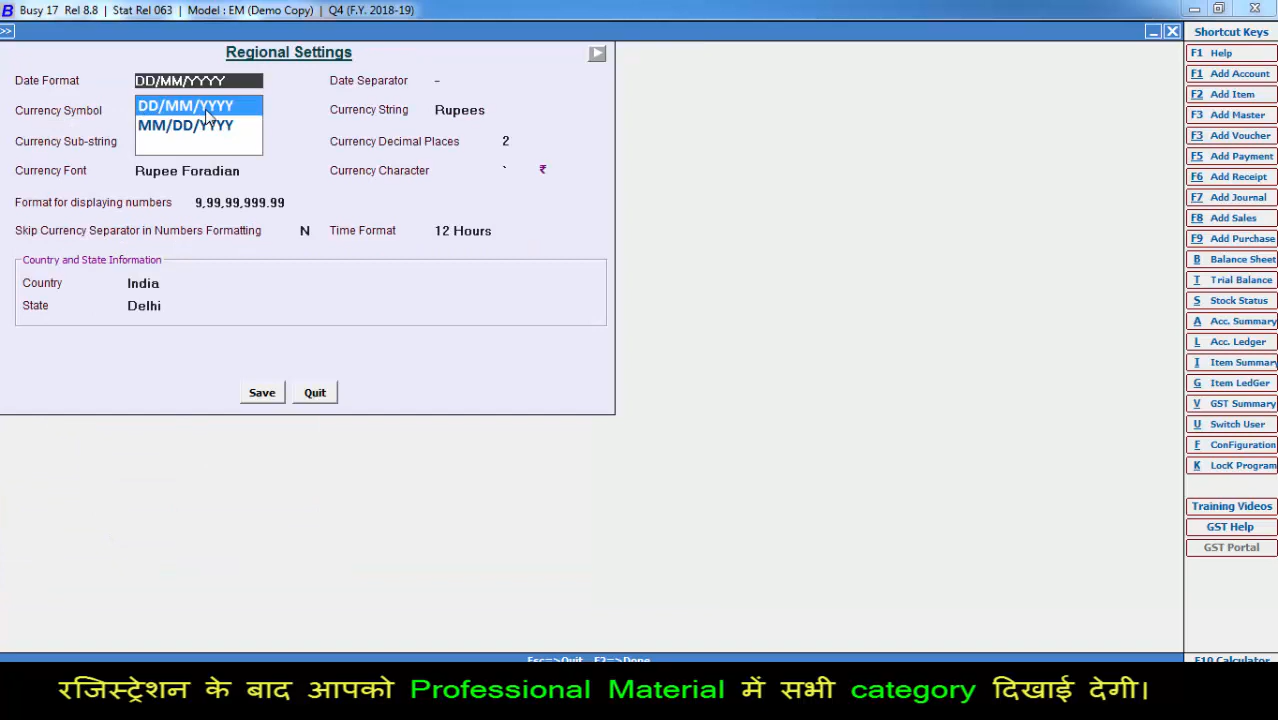 B Busy 17 Rel 8.8 | Stat Rel 063 | Model : EM (Demo Copy) | Q4 (F.Y. 2018-19)
>>
Shortcut Keys
Regional Settings
Date Format DD/MM/YYYY Date Separator -
DD/MM/YYYY
MM/DD/YYYY
Currency Symbol Currency String Rupees
Currency Sub-string Currency Decimal Places 2
Currency Font Rupee Foradian Currency Character ` ₹
Format for displaying numbers 9,99,99,999.99
Skip Currency Separator in Numbers Formatting N Time Format 12 Hours
Country and State Information
Country India
State Delhi
Save Quit
F1 Help
F1 Add Account
F2 Add Item
F3 Add Master
F3 Add Voucher
F5 Add Payment
F6 Add Receipt
F7 Add Journal
F8 Add Sales
F9 Add Purchase
B Balance Sheet
T Trial Balance
S Stock Status
A Acc. Summary
L Acc. Ledger
I Item Summary
G Item LedGer
V GST Summary
U Switch User
F ConFiguration
K LocK Program
Training Videos
GST Help
GST Portal
Esc=>Quit F2=>Done
F10 Calculator
रजिस्ट्रेशन के बाद आपको Professional Material में सभी category दिखाई देगी।